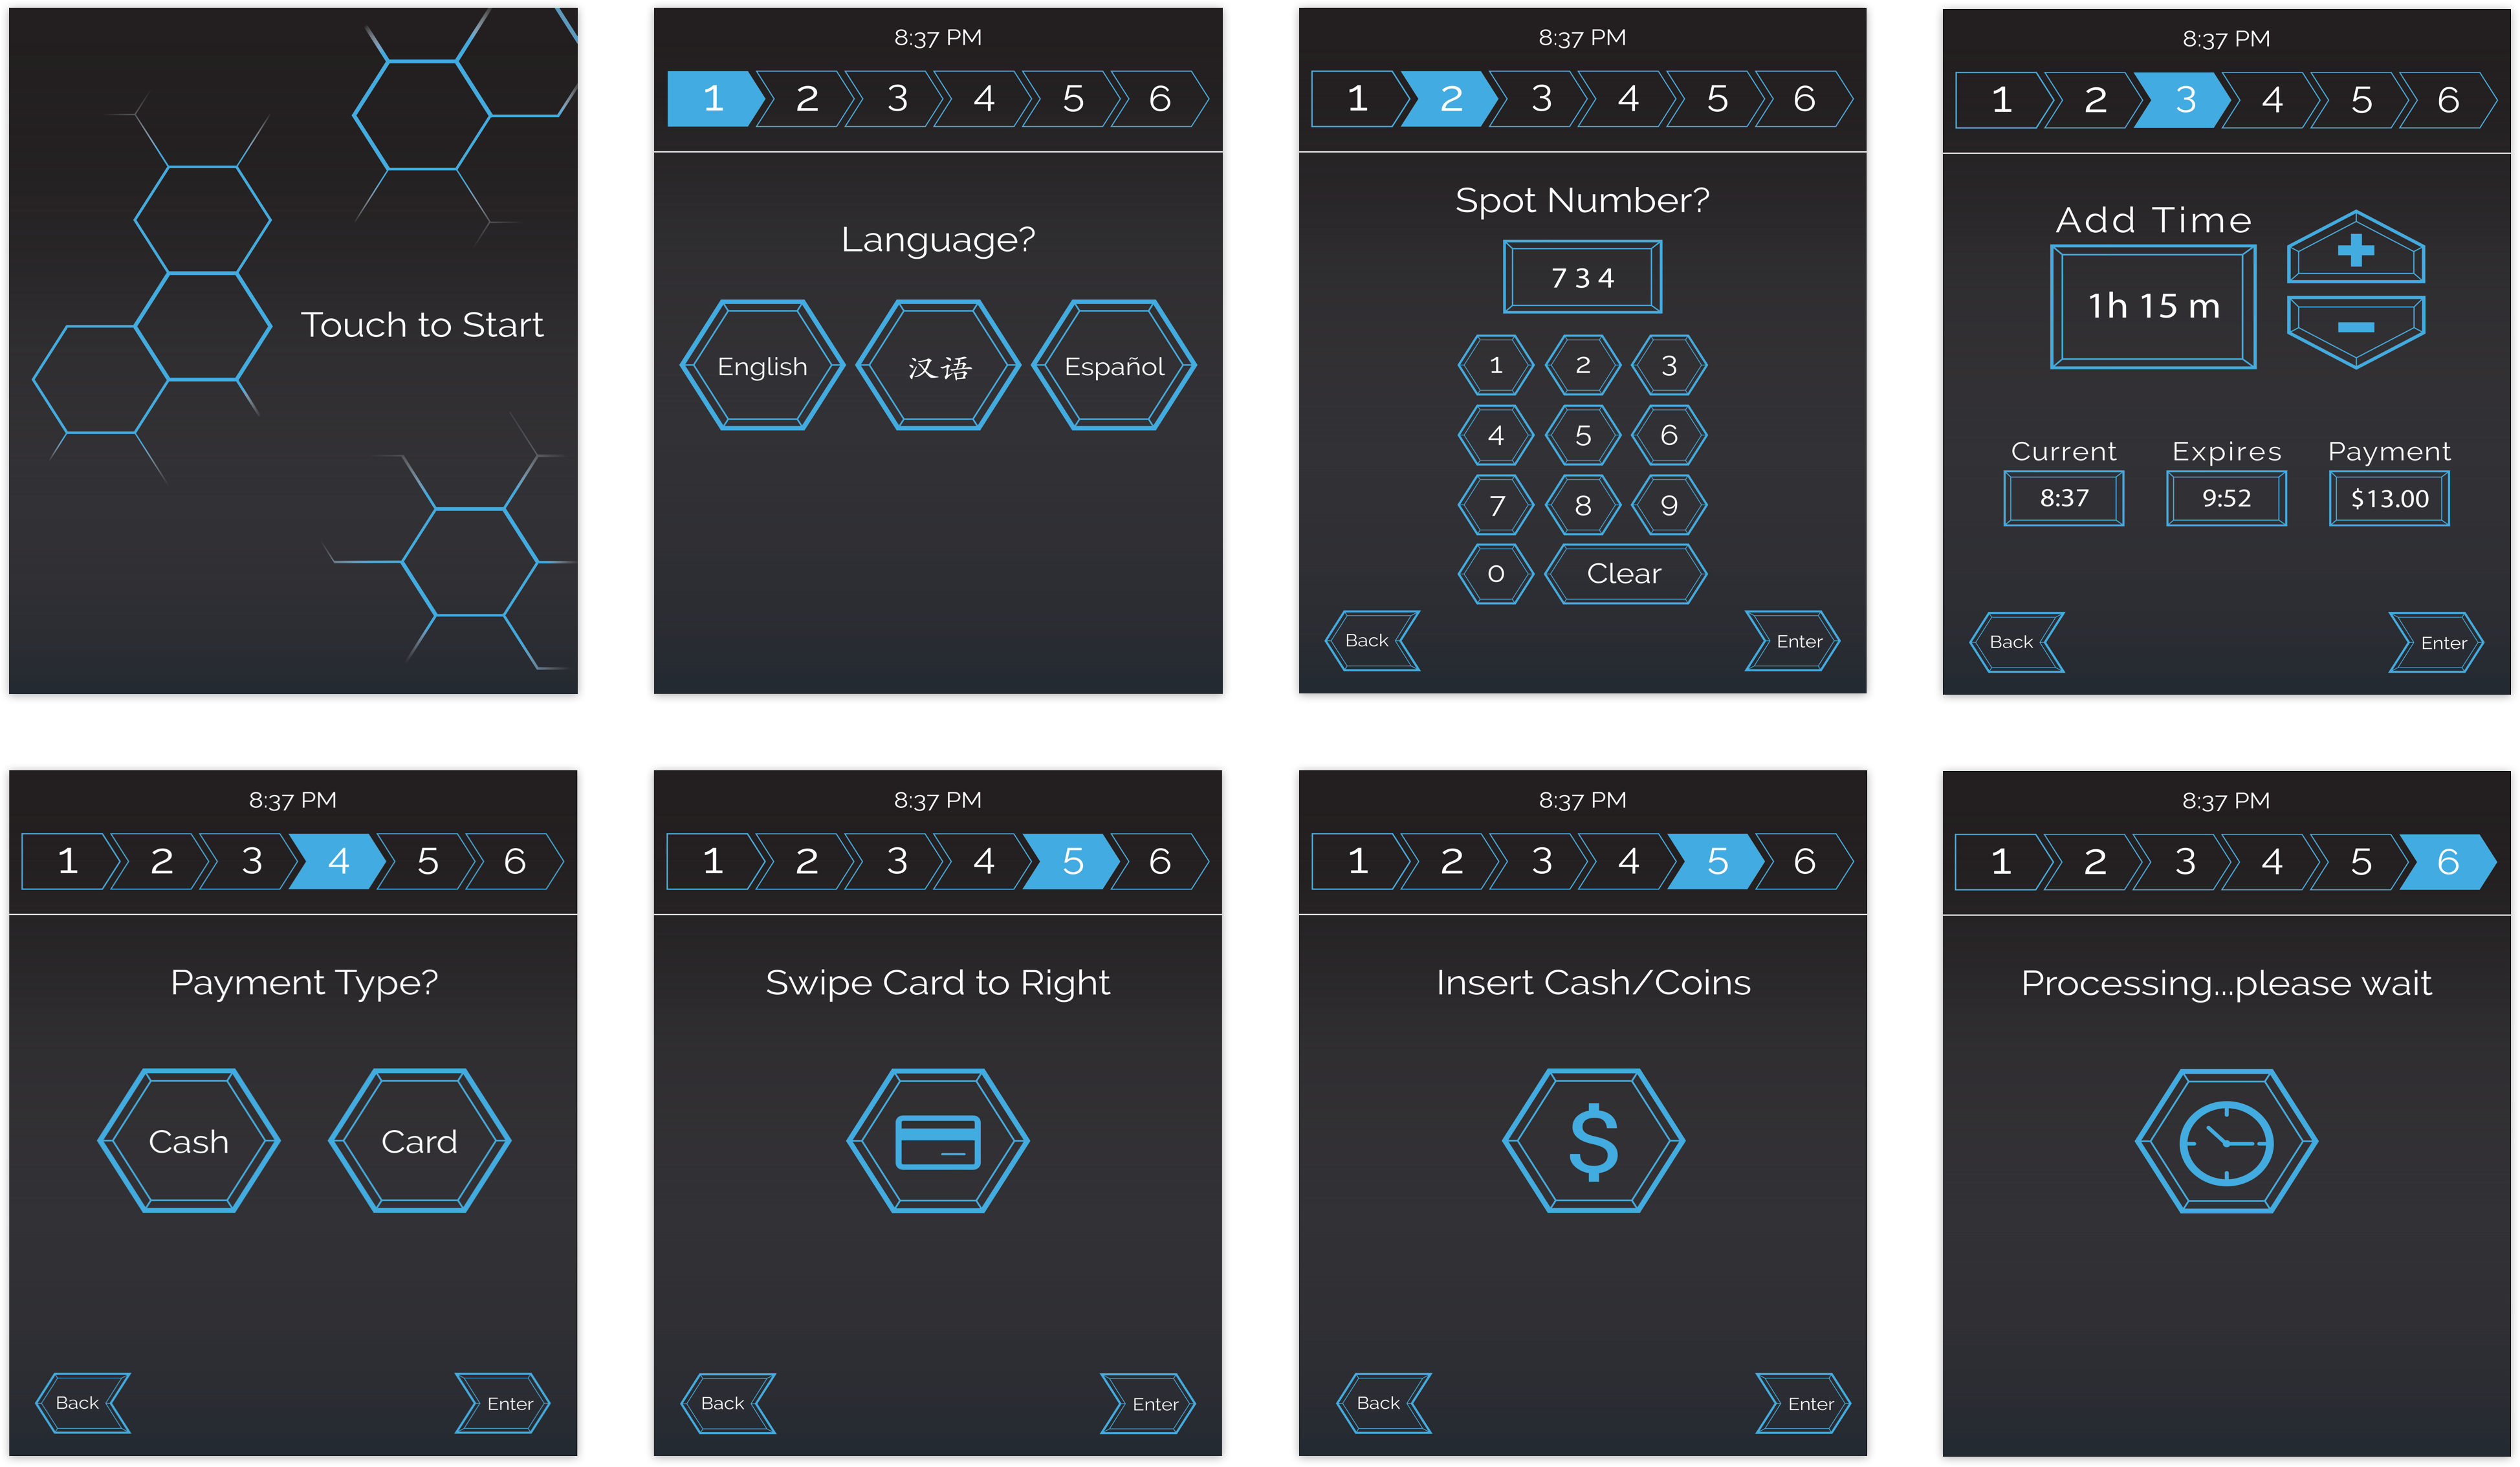 Touch to Start
8:37 PM
1 2 3 4 5 6
Language?
English 汉语 Español
8:37 PM
1 2 3 4 5 6
Spot Number?
7 3 4
1 2 3
4 5 6
7 8 9
0 Clear
Back Enter
8:37 PM
1 2 3 4 5 6
Add Time
+
1h 15 m
-
Current Expires Payment
8:37 9:52 $13.00
Back Enter
8:37 PM
1 2 3 4 5 6
Payment Type?
Cash Card
Back Enter
8:37 PM
1 2 3 4 5 6
Swipe Card to Right
Back Enter
8:37 PM
1 2 3 4 5 6
Insert Cash/Coins
$
Back Enter
8:37 PM
1 2 3 4 5 6
Processing...please wait